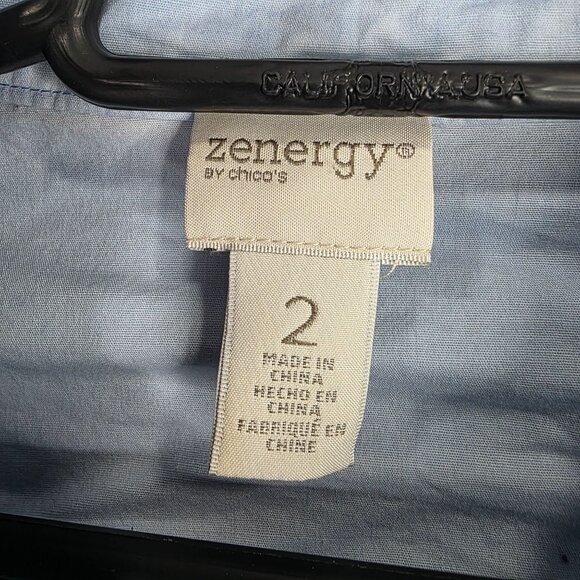 CALIFORNIA,USA
zenergy®
BY chico's
2
MADE IN
CHINA
HECHO EN
CHINA
FABRIQUÉ EN
CHINE